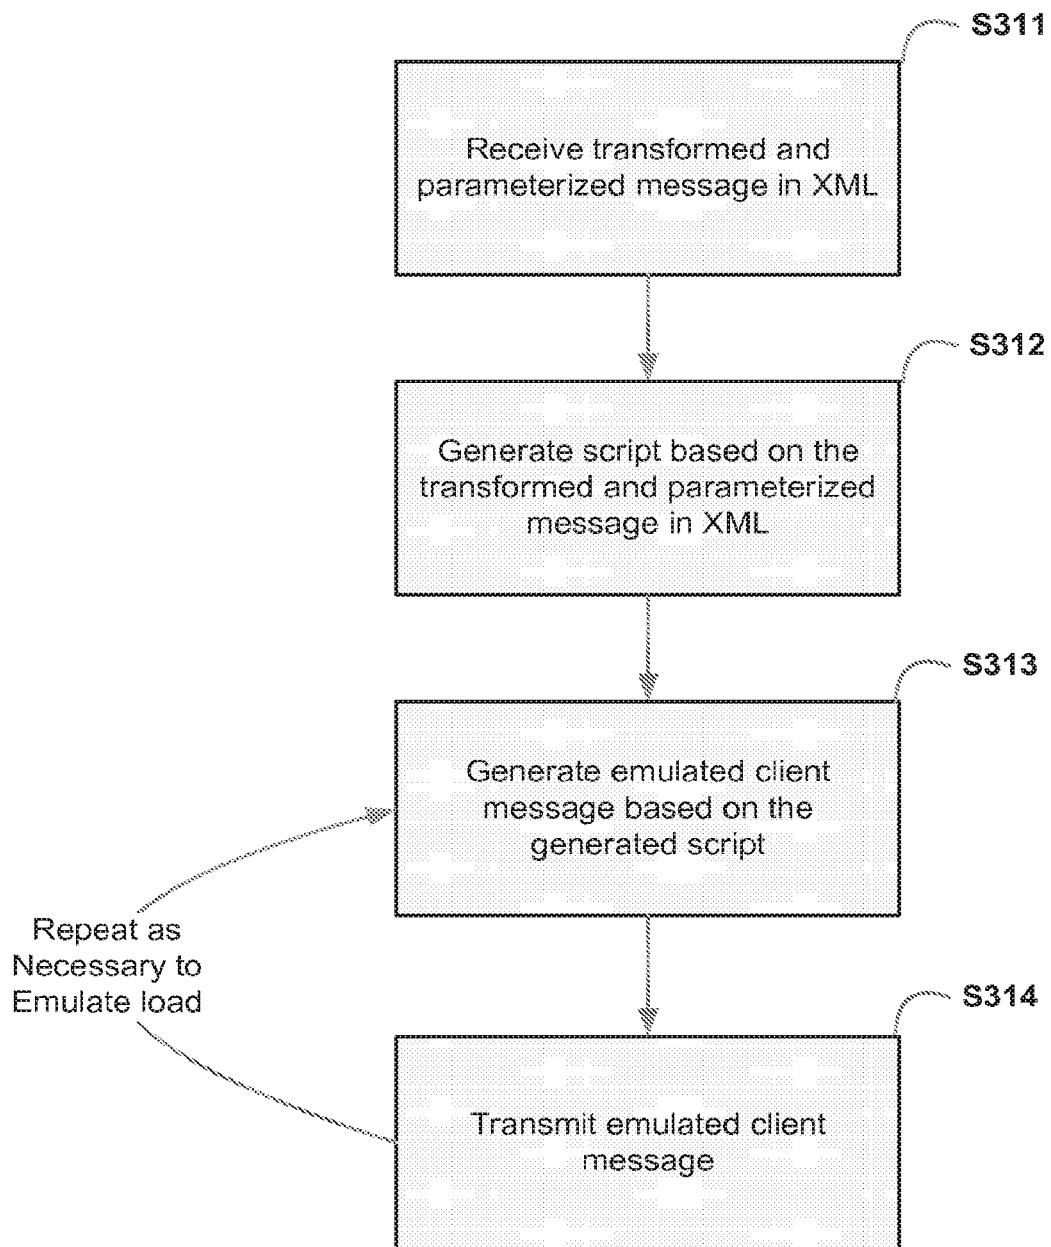 S311
Receive transformed and
parameterized message in XML
S312
Generate script based on the
transformed and parameterized
message in XML
S313
Generate emulated client
message based on the
generated script
Repeat as
Necessary to
Emulate load
S314
Transmit emulated client
message